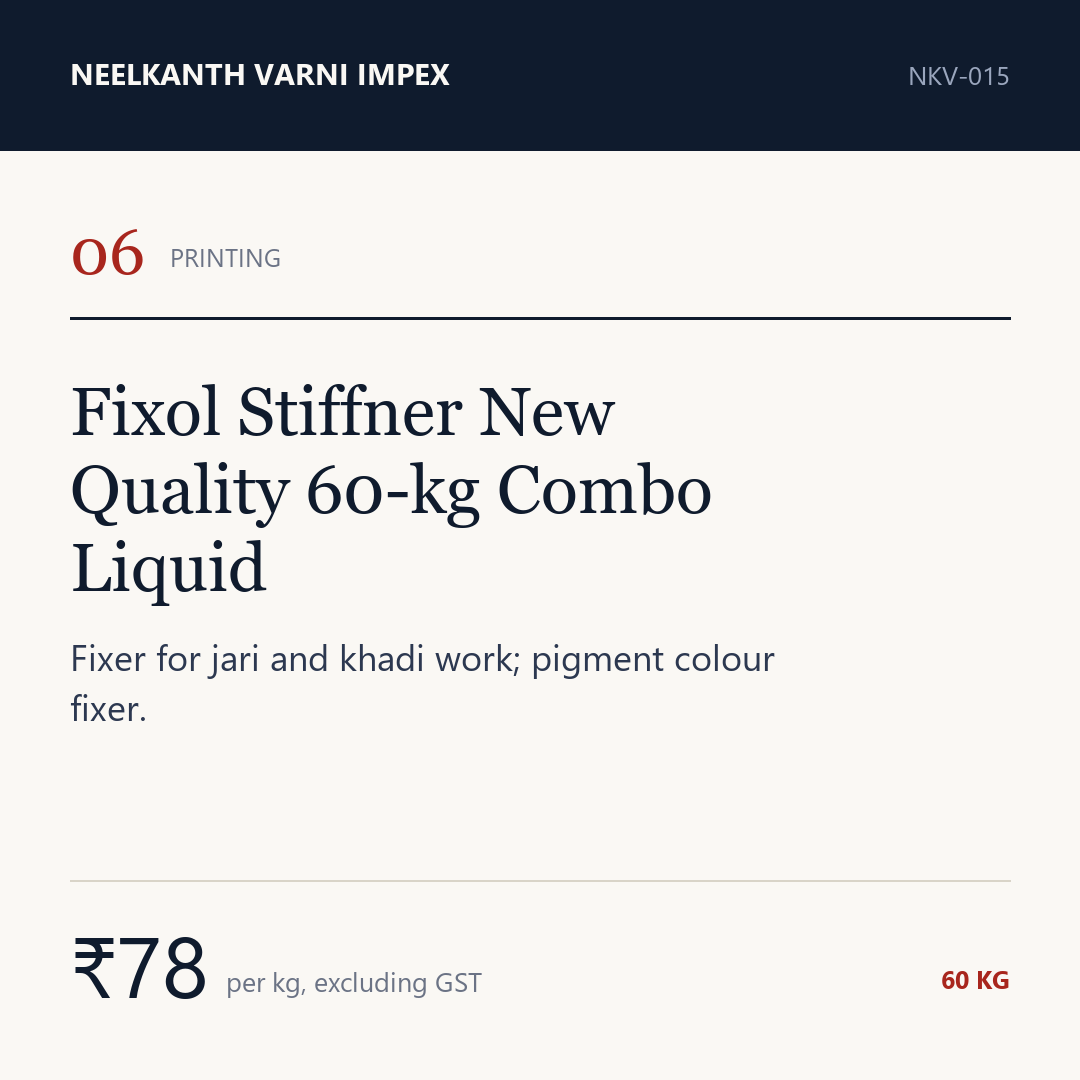 NEELKANTH VARNI IMPEX
NKV-015
06 PRINTING
Fixol Stiffner New
Quality 60-kg Combo
Liquid
Fixer for jari and khadi work; pigment colour
fixer.
₹78 per kg, excluding GST
60 KG